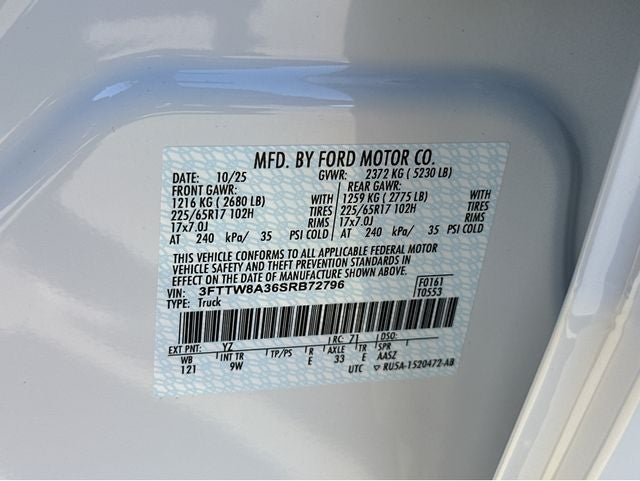 MFD. BY FORD MOTOR CO.
DATE: 10/25 GVWR: 2372 KG ( 5230 LB)
FRONT GAWR: REAR GAWR:
1216 KG ( 2680 LB) WITH 1259 KG ( 2775 LB) WITH
225/65R17 102H TIRES 225/65R17 102H TIRES
17x7.0J RIMS 17x7.0J RIMS
AT 240 kPa/ 35 PSI COLD AT 240 kPa/ 35 PSI COLD
THIS VEHICLE CONFORMS TO ALL APPLICABLE FEDERAL MOTOR
VEHICLE SAFETY AND THEFT PREVENTION STANDARDS IN
EFFECT ON THE DATE OF MANUFACTURE SHOWN ABOVE.
VIN: 3FTTW8A36SRB72796 F0161
TYPE: Truck T0553
EXT PNT: YZ RC: 71 DSO:
WB INT TR TP/PS R AXLE TR SPR
121 9W E 33 E AASZ
UTC ▽ RU5A-1520472-AB